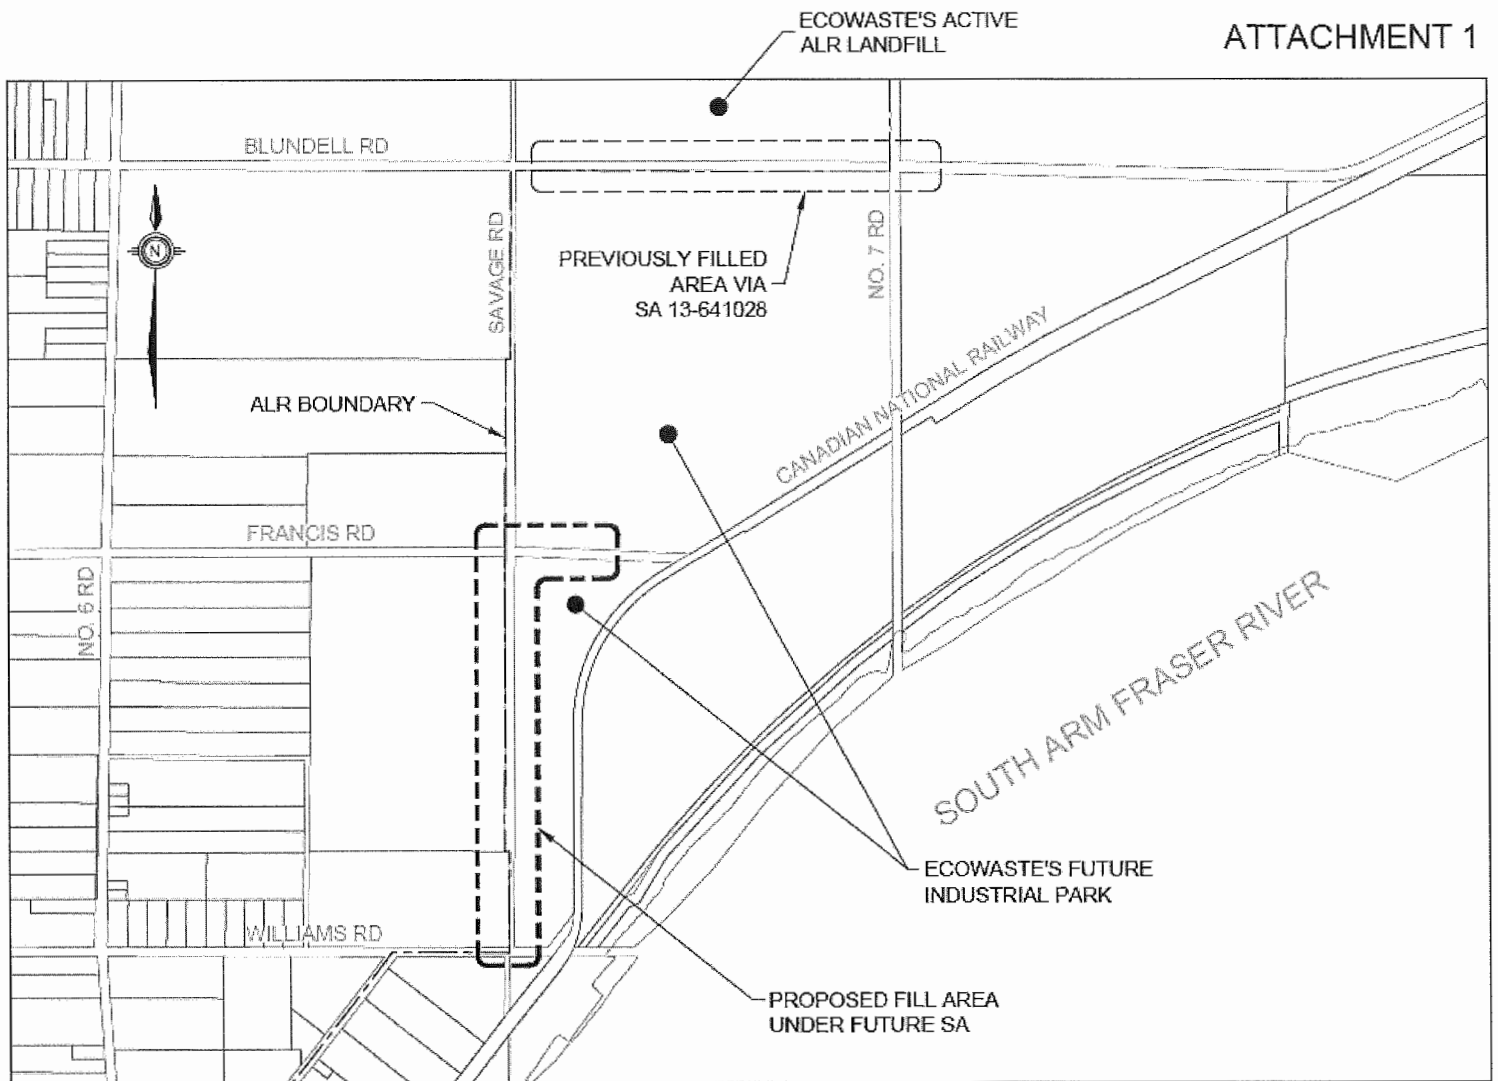 ECOWASTE'S ACTIVE
ALR LANDFILL
ATTACHMENT 1
BLUNDELL RD
N
SAVAGE RD
PREVIOUSLY FILLED
AREA VIA
SA 13-641028
NO. 7 RD
CANADIAN NATIONAL RAILWAY
ALR BOUNDARY
FRANCIS RD
NO. 6 RD
SOUTH ARM FRASER RIVER
ECOWASTE'S FUTURE
INDUSTRIAL PARK
WILLIAMS RD
PROPOSED FILL AREA
UNDER FUTURE SA